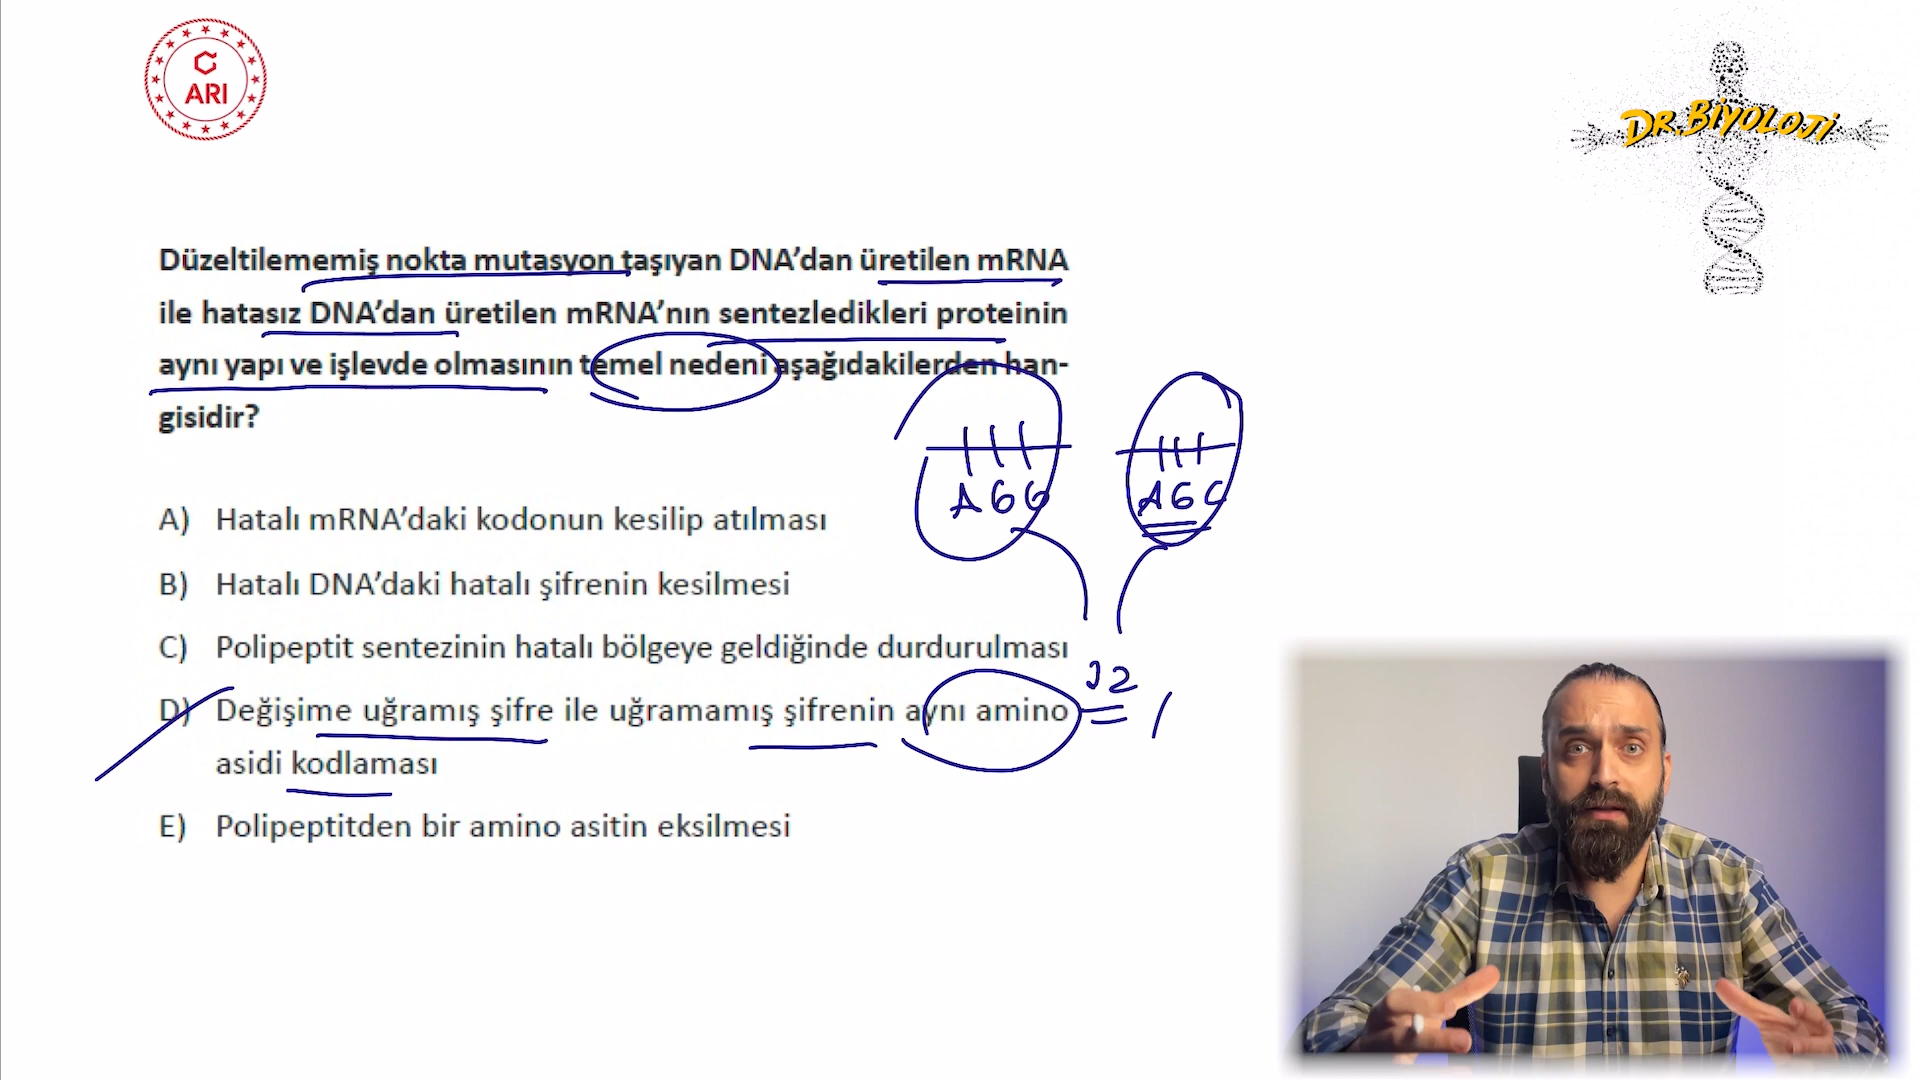 ARI
DR.BİYOLOJİ
Düzeltilememiş nokta mutasyon taşıyan DNA’dan üretilen mRNA
ile hatasız DNA’dan üretilen mRNA’nın sentezledikleri proteinin
aynı yapı ve işlevde olmasının temel nedeni aşağıdakilerden han-
gisidir?
AGG
AGC
A) Hatalı mRNA’daki kodonun kesilip atılması
B) Hatalı DNA’daki hatalı şifrenin kesilmesi
C) Polipeptit sentezinin hatalı bölgeye geldiğinde durdurulması
D) Değişime uğramış şifre ile uğramamış şifrenin aynı amino
asidi kodlaması
E) Polipeptitden bir amino asitin eksilmesi